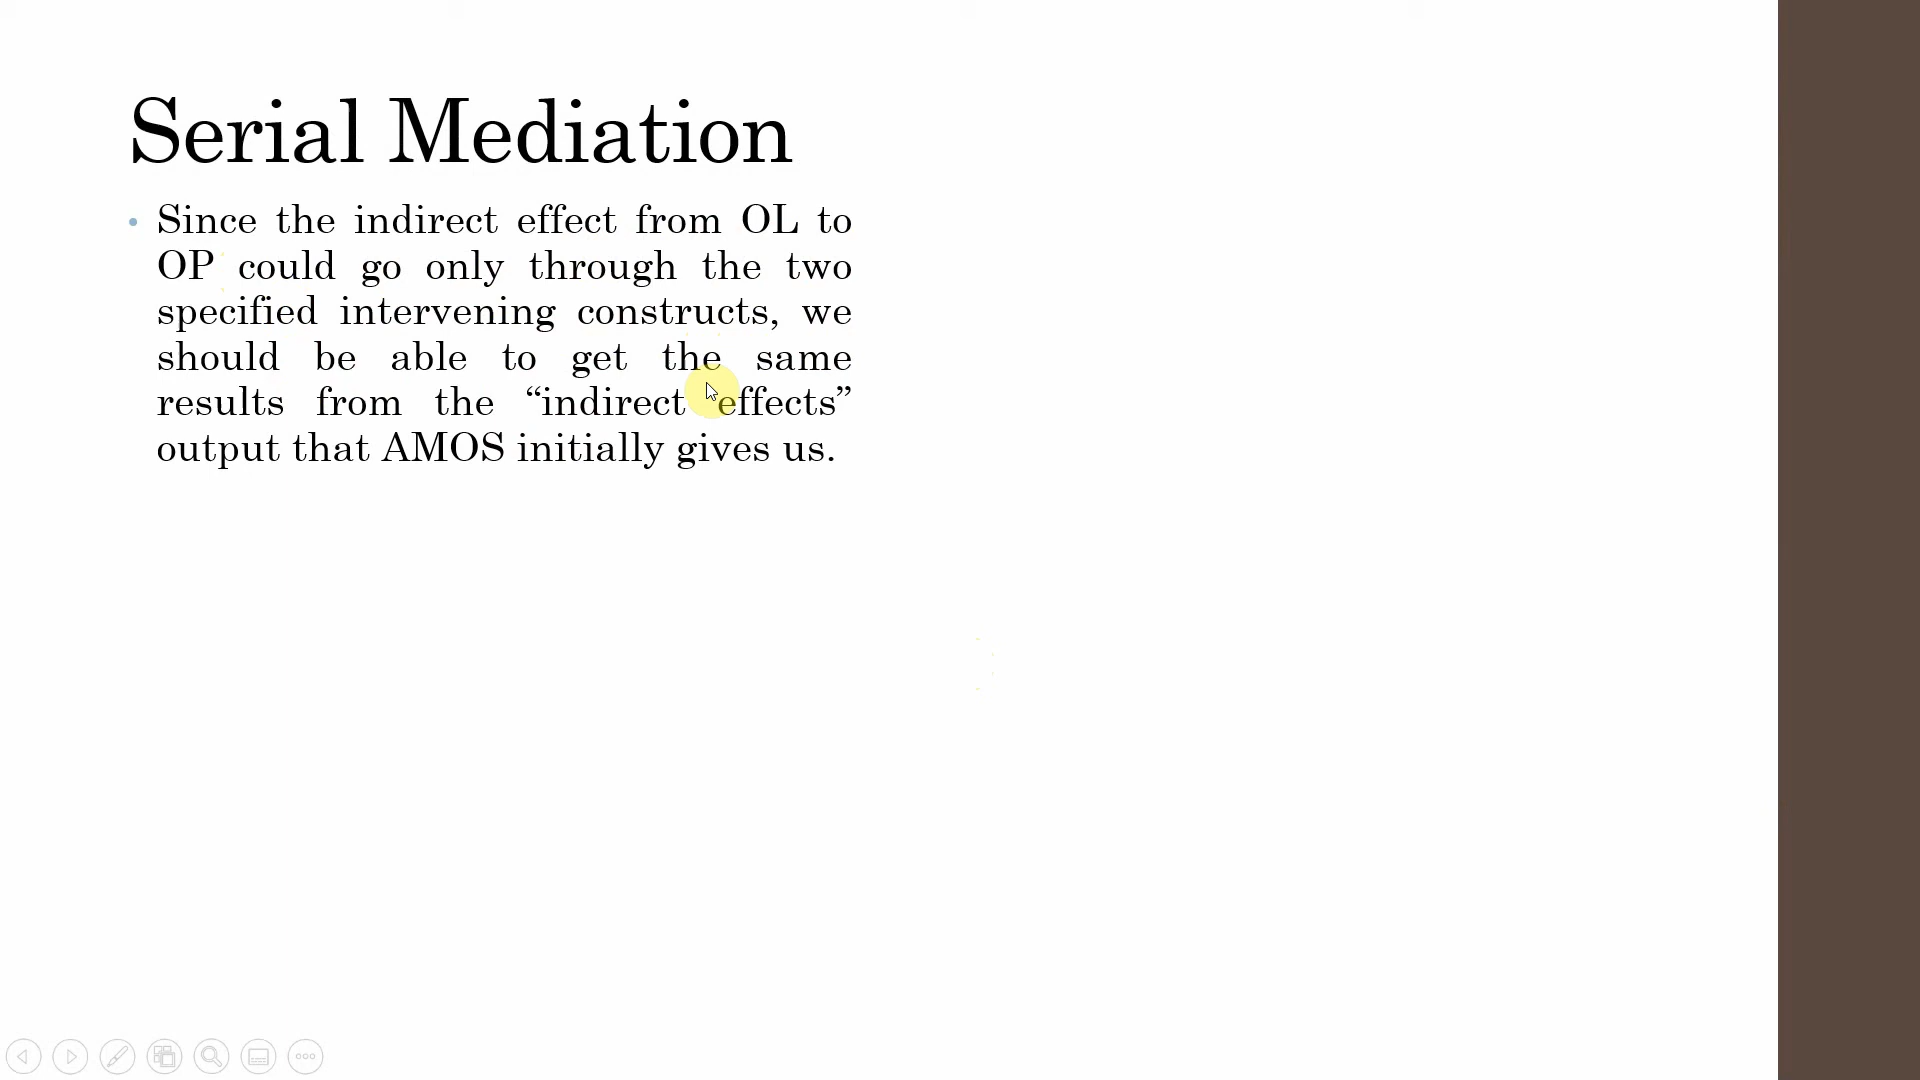 Serial Mediation
• Since the indirect effect from OL to
OP could go only through the two
specified intervening constructs, we
should be able to get the same
results from the “indirect effects”
output that AMOS initially gives us.